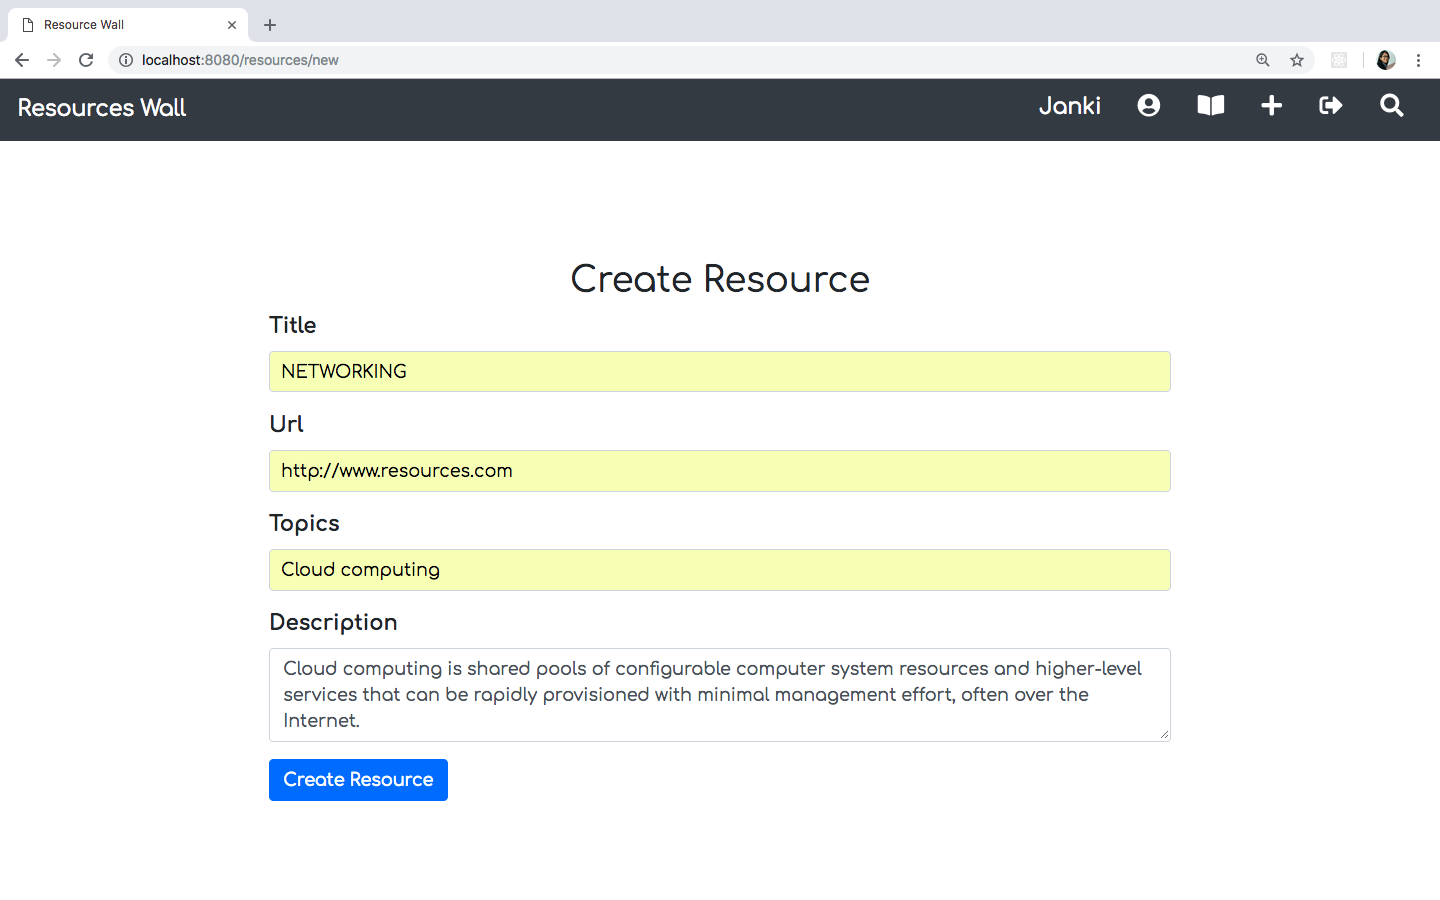 Resource Wall
localhost:8080/resources/new
Resources Wall
Janki
Create Resource
Title
NETWORKING
Url
http://www.resources.com
Topics
Cloud computing
Description
Cloud computing is shared pools of configurable computer system resources and higher-level
services that can be rapidly provisioned with minimal management effort, often over the
Internet.
Create Resource